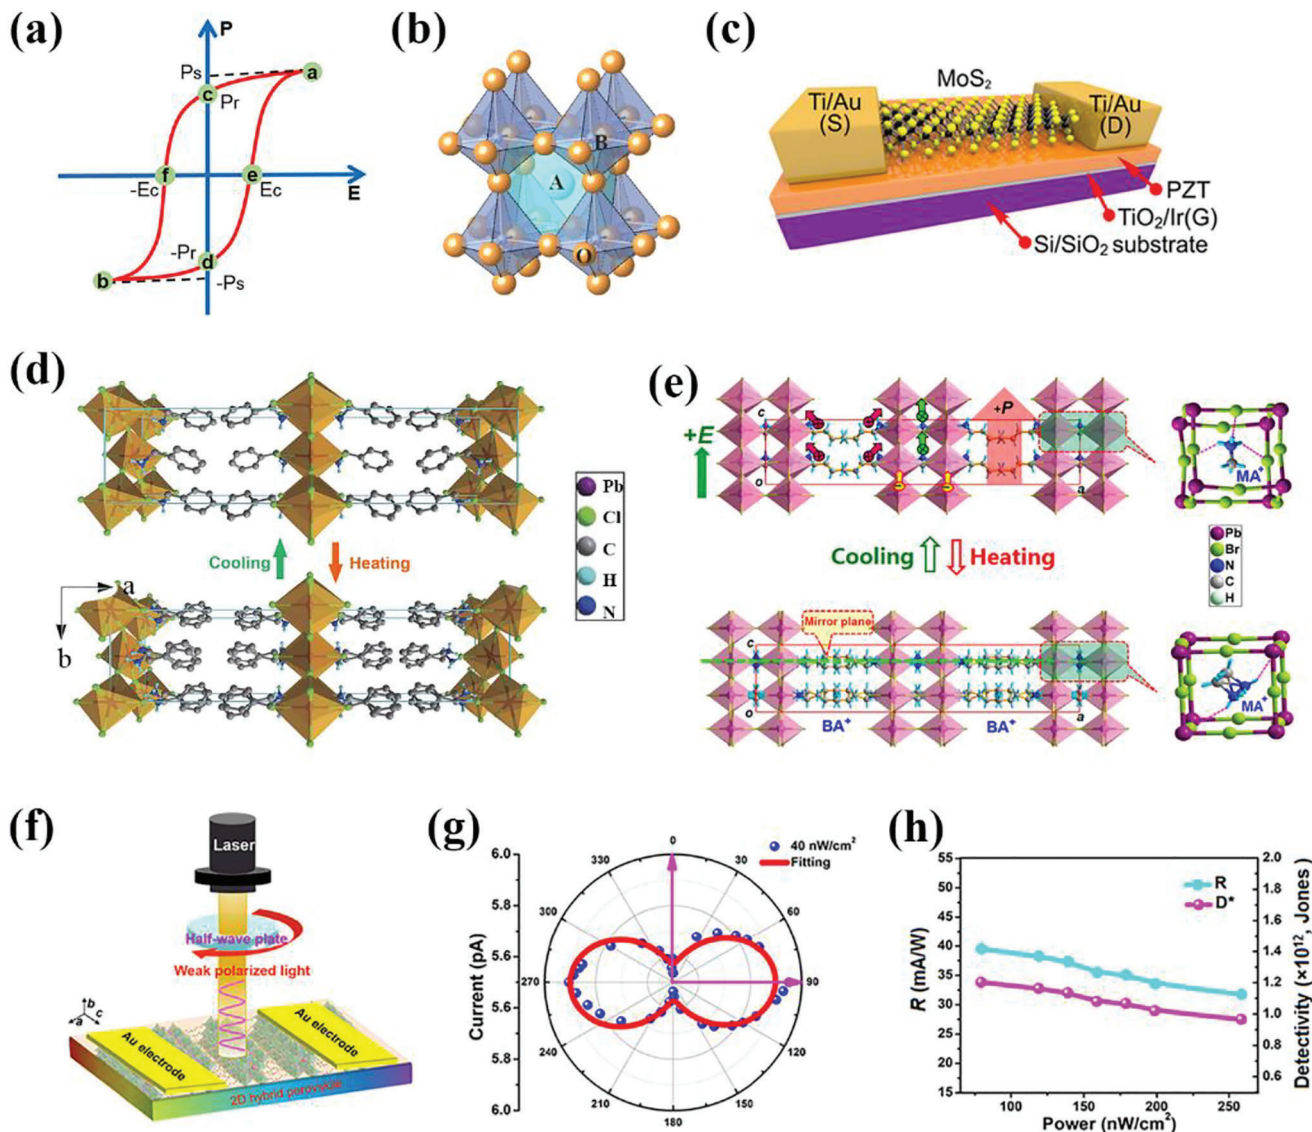 (a)
P
Ps
a
c
Pr
f
e
-Ec
Ec
E
-Pr
d
b
-Ps
(b)
B
A
O
(c)
MoS2
Ti/Au
(S)
Ti/Au
(D)
PZT
TiO2/Ir(G)
Si/SiO2 substrate
(d)
Cooling
Heating
a
b
Pb
Cl
C
H
N
(e)
+E
c
+P
o
a
MA+
Cooling
Heating
Pb
Br
N
C
H
Mirror plane
c
o
a
BA+
BA+
MA+
(f)
Laser
Half-wave plate
Weak polarized light
b
a
c
Au electrode
Au electrode
2D hybrid perovskite
(g)
40 nW/cm2
Fitting
Current (pA)
6.0
5.8
5.6
5.5
5.6
5.8
6.0
0
30
60
90
120
150
180
210
240
270
300
330
(h)
R
D*
R (mA/W)
55
50
45
40
35
30
25
20
15
100
150
200
250
Power (nW/cm2)
2.0
1.8
1.6
1.4
1.2
1.0
0.8
0.6
Detectivity (×10^12, Jones)